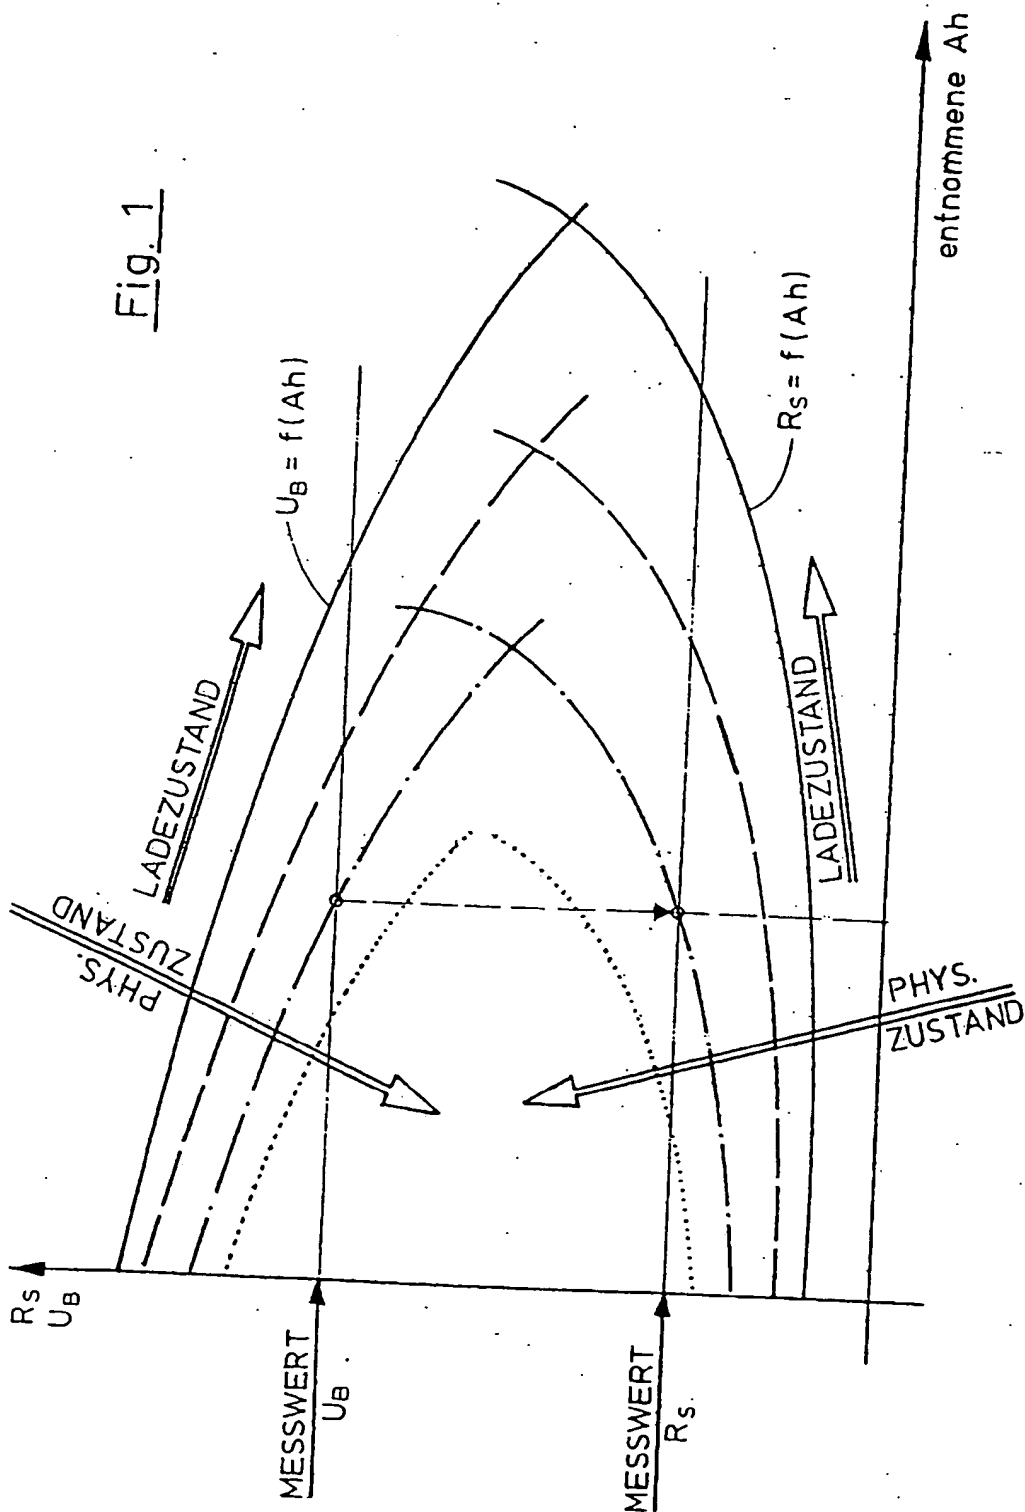 Fig. 1
R_S
U_B
PHYS.
ZUSTAND
LADEZUSTAND
U_B = f(Ah)
MESSWERT
U_B
MESSWERT
R_S.
LADEZUSTAND
R_S = f(Ah)
PHYS.
ZUSTAND
entnommene Ah